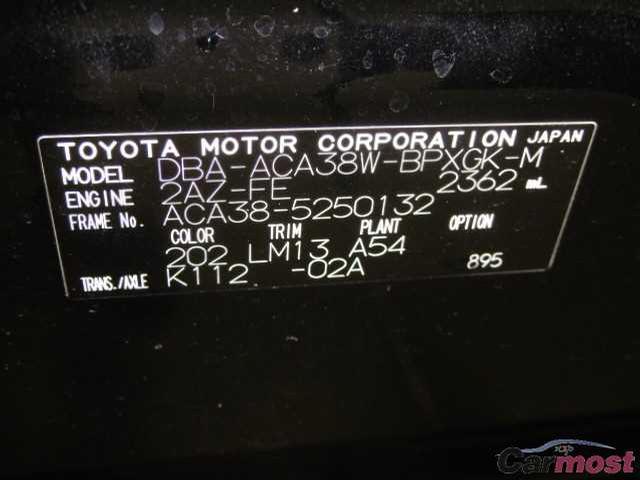 TOYOTA MOTOR CORPORATION JAPAN
MODEL DBA-ACA38W-BPXGK-M
ENGINE 2AZ-FE 2362 mL
FRAME No. ACA38-5250132
COLOR TRIM PLANT OPTION
202 LM13 A54 895
TRANS./AXLE K112 -02A
Carmost